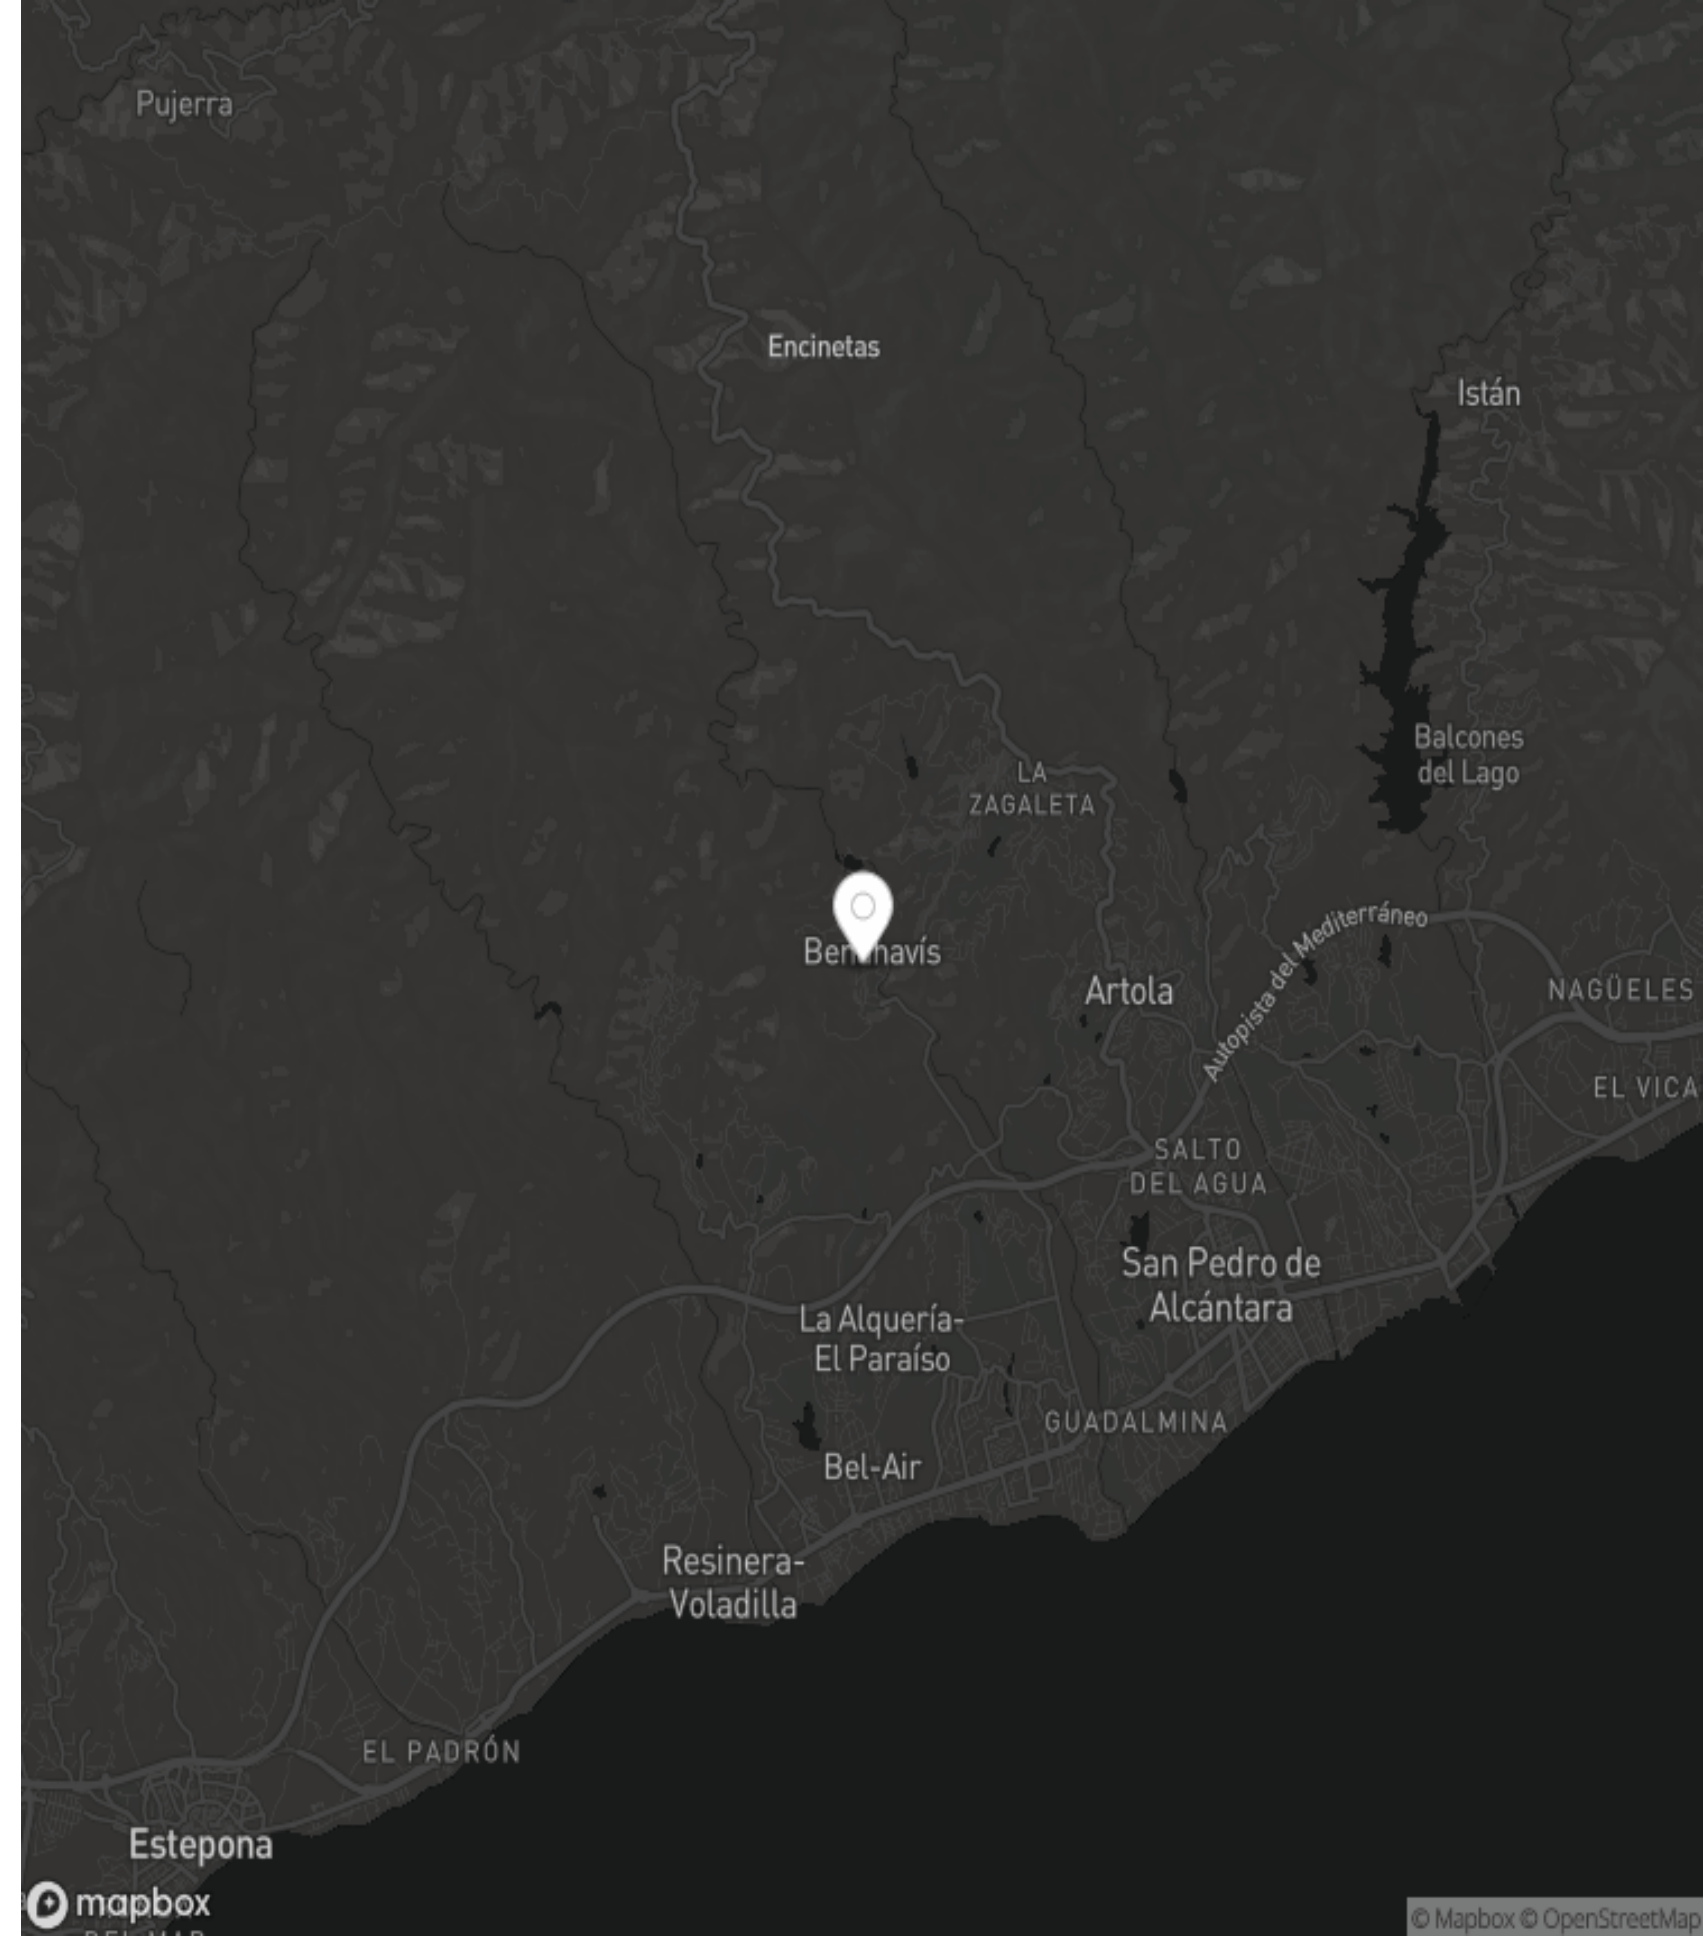 Pujerra
Encinetas
Istán
Balcones
del Lago
LA
ZAGALETA
Autopista del Mediterráneo
Artola
NAGÜELES
EL VICA
SALTO
DEL AGUA
San Pedro de
Alcántara
La Alquería-
El Paraíso
GUADALMINA
Bel-Air
Resinera-
Voladilla
EL PADRÓN
Estepona
mapbox
© Mapbox © OpenStreetMap